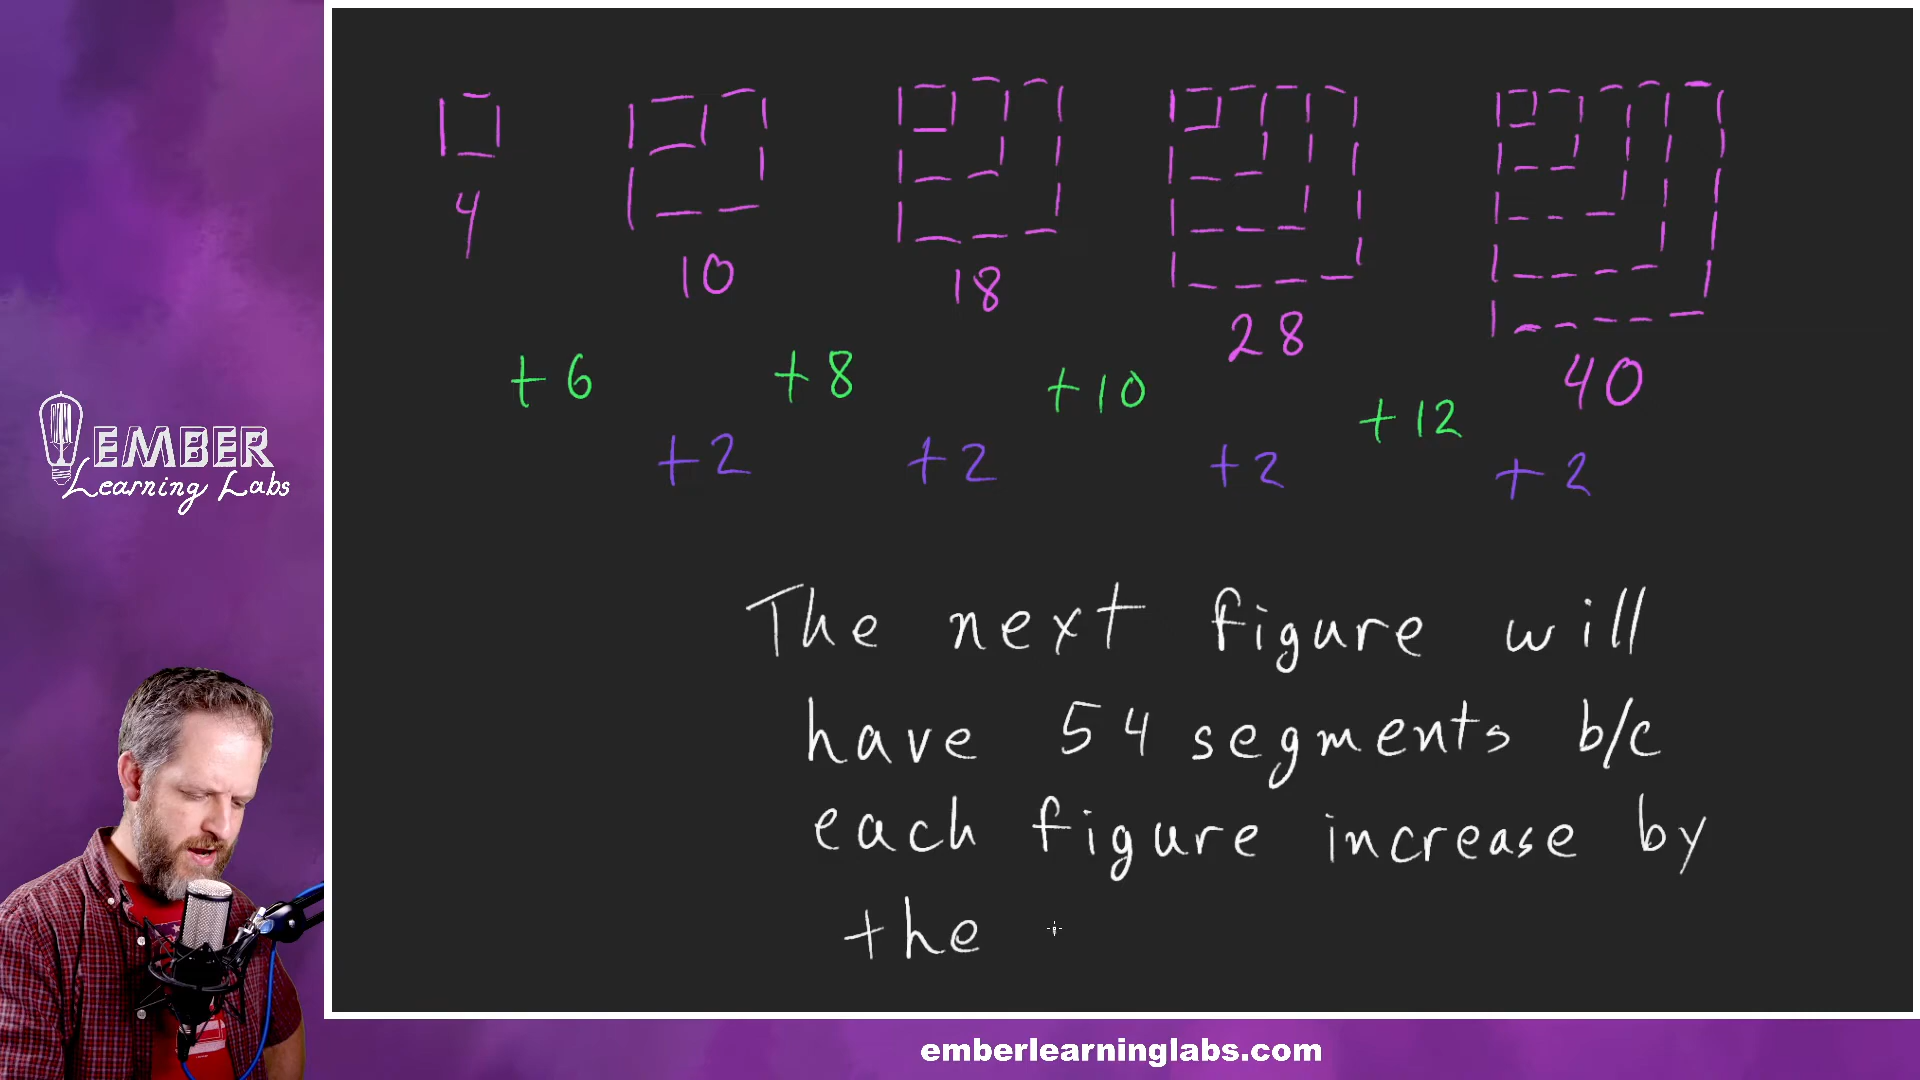 4
10
18
28
40
+6
+8
+10
+12
+2
+2
+2
+2
EMBER
Learning Labs
The next figure will
have 54 segments b/c
each figure increase by
the
emberlearninglabs.com